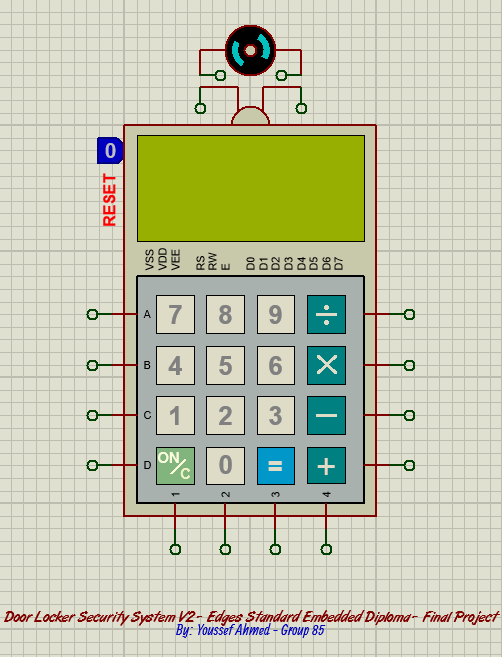 0
RESET
VSS VDD VEE RS RW E D0 D1 D2 D3 D4 D5 D6 D7
A 7 8 9 ÷
B 4 5 6 ×
C 1 2 3 −
D ON/C 0 = +
1 2 3 4
Door Locker Security System V2- Edges Standard Embedded Diploma- Final Project
By: Youssef Ahmed - Group 85